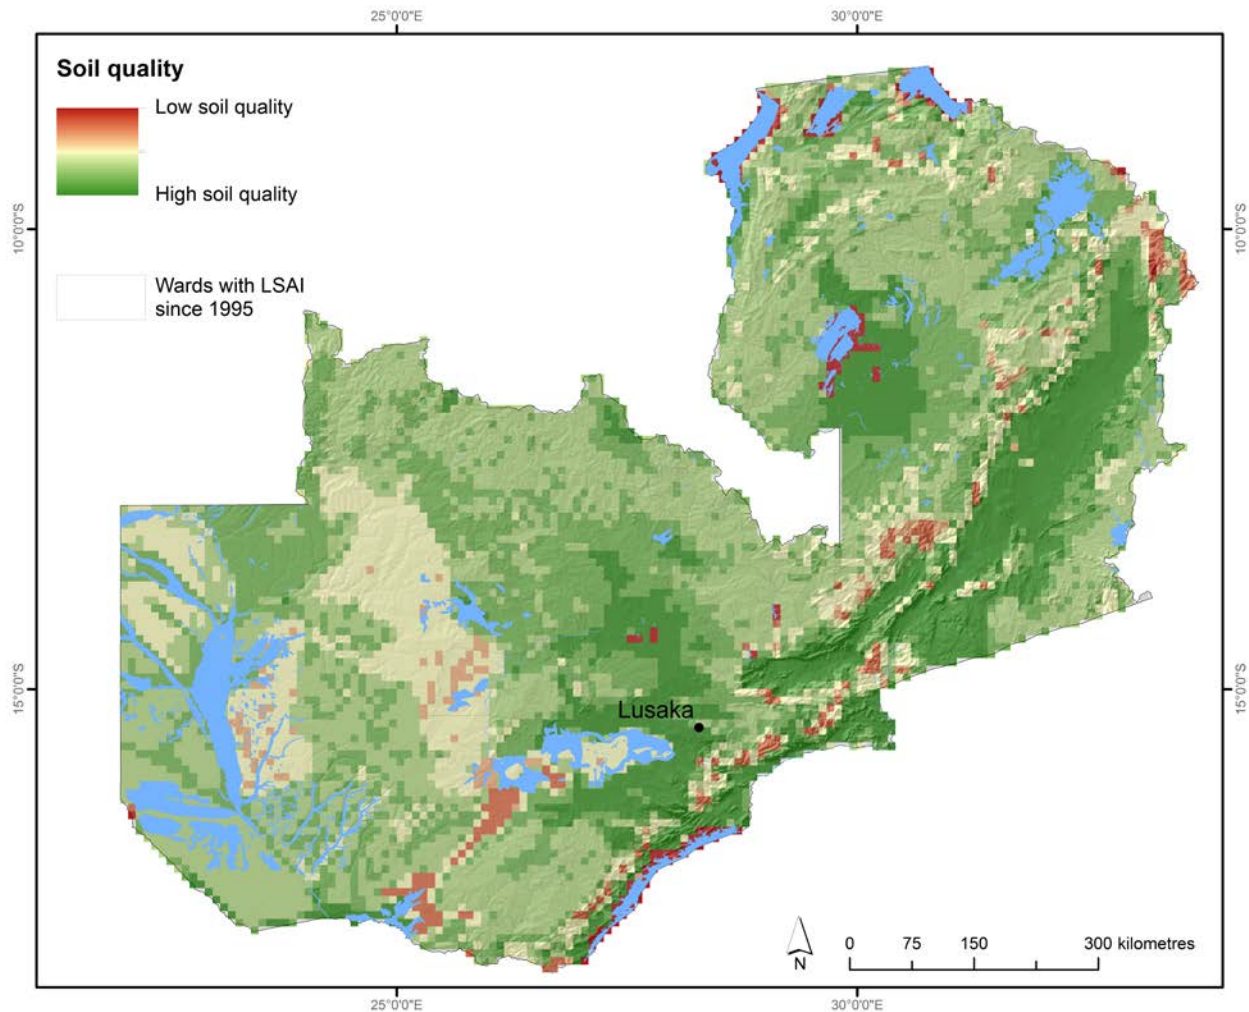 25°0'0"E
30°0'0"E
Soil quality
Low soil quality
High soil quality
10°0'0"S
10°0'0"S
Wards with LSAI
since 1995
15°0'0"S
15°0'0"S
Lusaka
N
0
75
150
300 kilometres
25°0'0"E
30°0'0"E